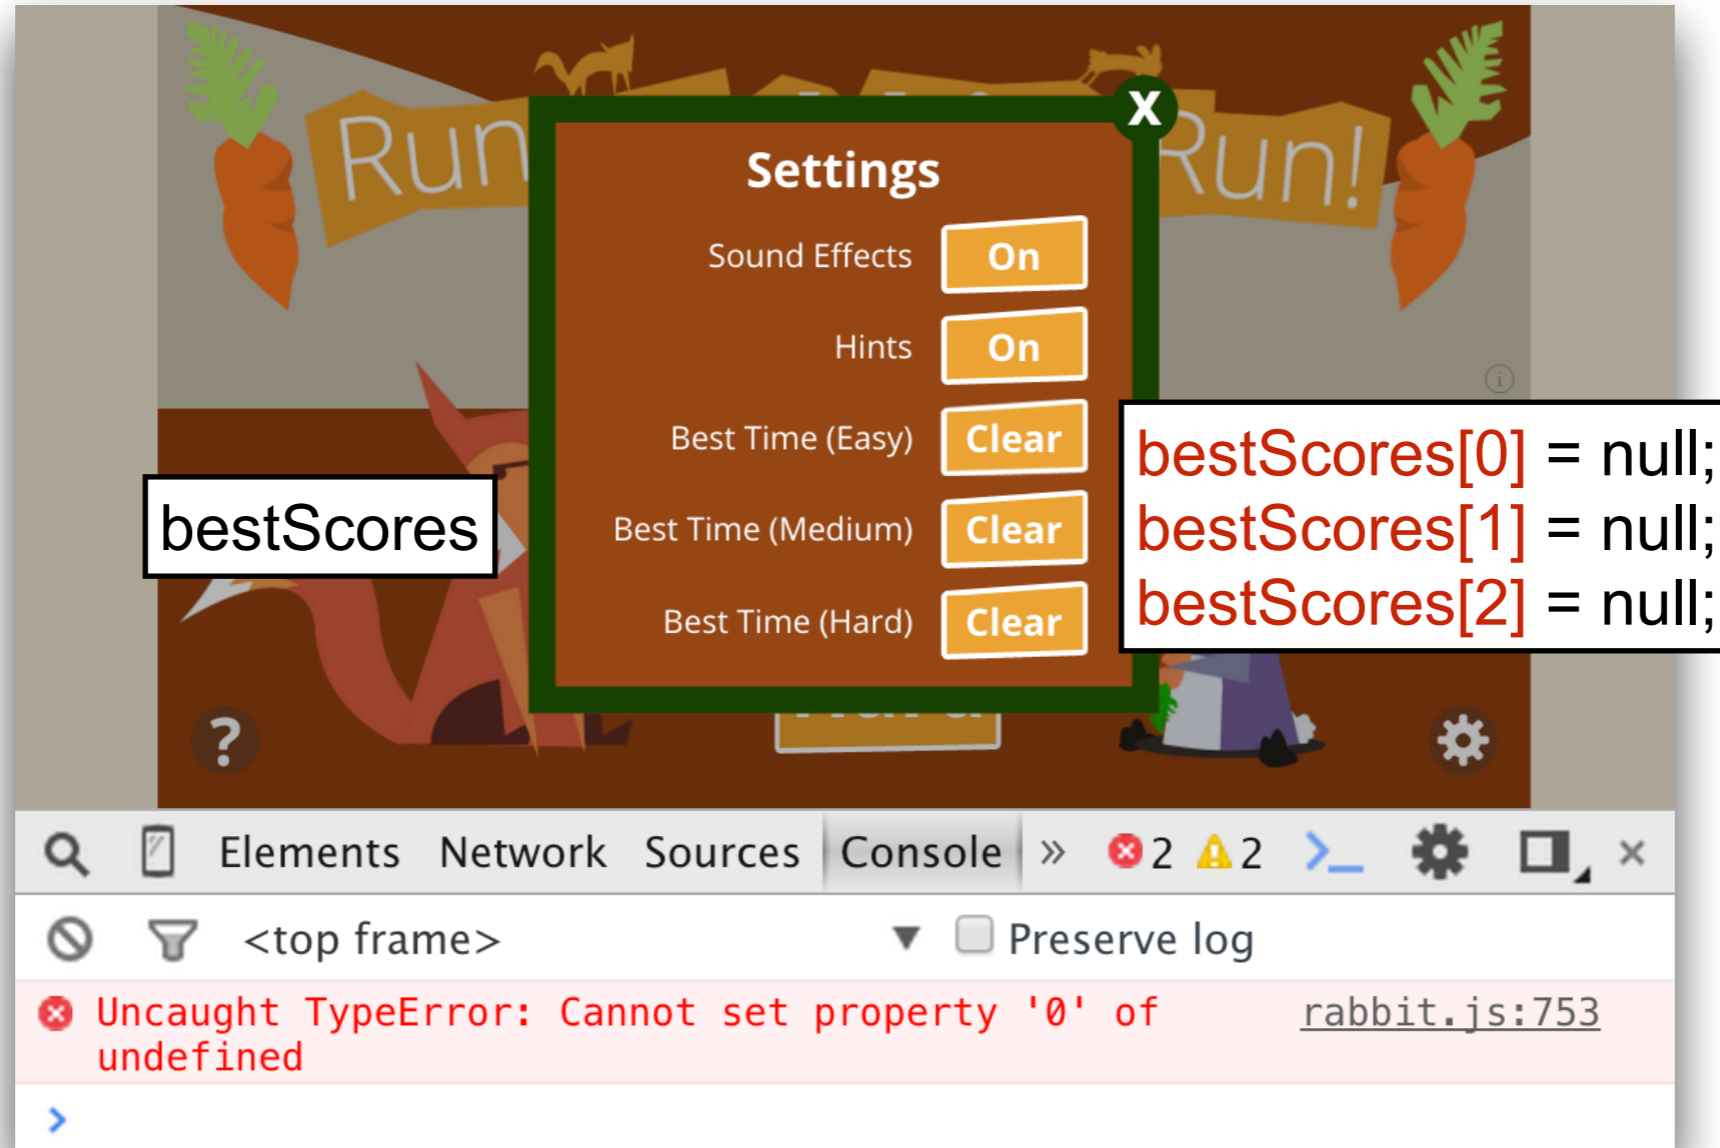 Run
Run!
X
Settings
Sound Effects On
Hints On
Best Time (Easy) Clear
Best Time (Medium) Clear
Best Time (Hard) Clear
bestScores
bestScores[0] = null;
bestScores[1] = null;
bestScores[2] = null;
?
i
Elements Network Sources Console » 2 2 >_ ×
<top frame> ▼ Preserve log
Uncaught TypeError: Cannot set property '0' of rabbit.js:753
undefined
>